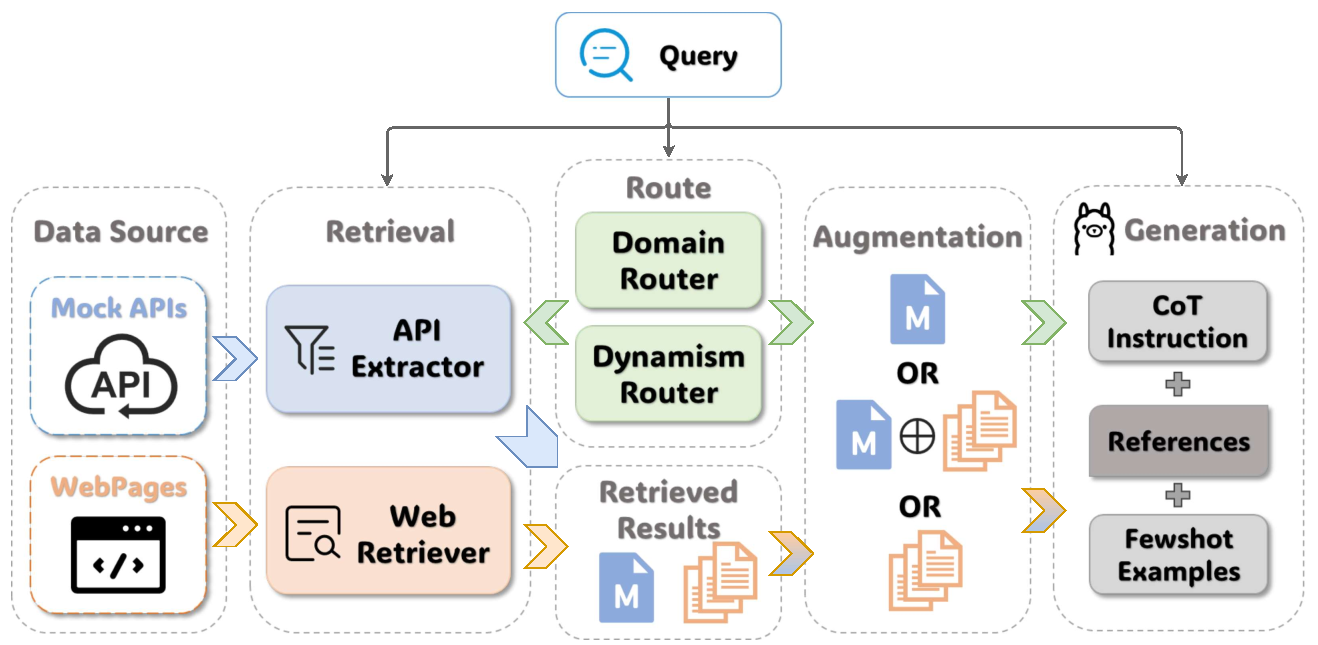 Query
Data Source
Mock APIs
API
WebPages
</>
Retrieval
API
Extractor
Web
Retriever
Route
Domain
Router
Dynamism
Router
Retrieved
Results
M
Augmentation
M
OR
M
OR
Generation
CoT
Instruction
References
Fewshot
Examples